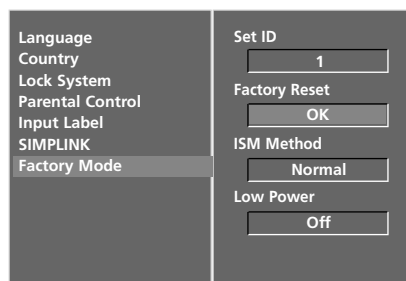 Language
Country
Lock System
Parental Control
Input Label
SIMPLINK
Factory Mode
Set ID
1
Factory Reset
OK
ISM Method
Normal
Low Power
Off